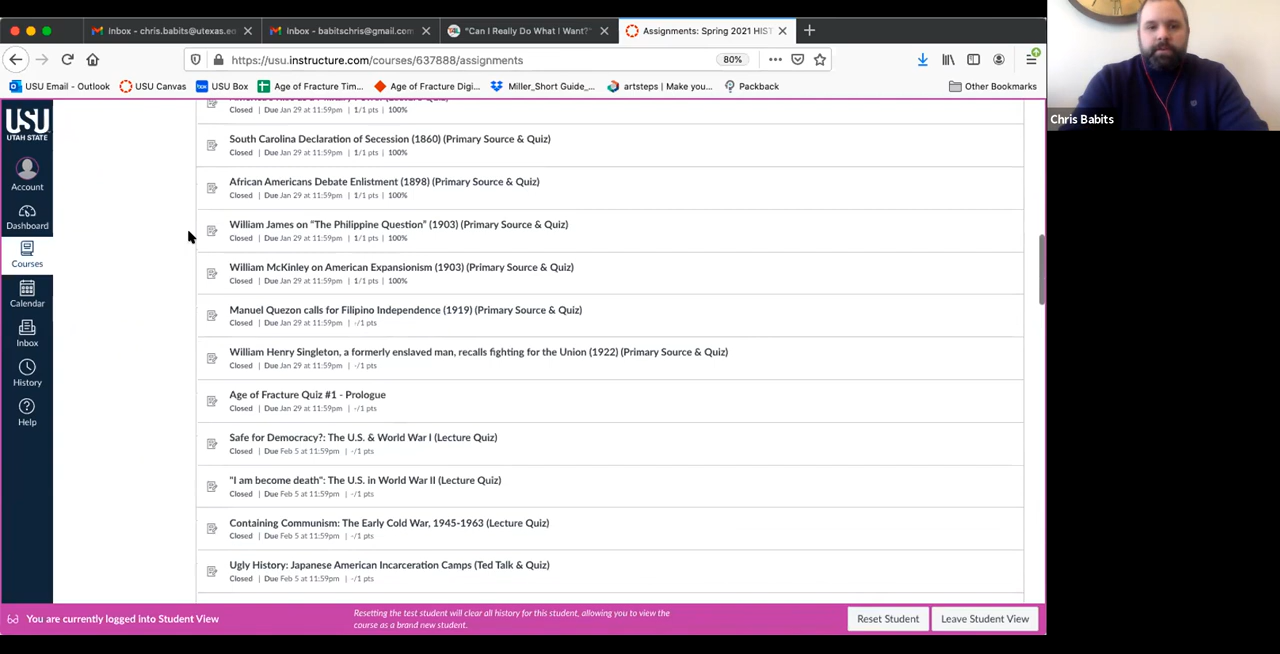 Inbox - chris.babits@utexas.ed
Inbox - babitschris@gmail.com
"Can I Really Do What I Want?"
Assignments: Spring 2021 HIST
https://usu.instructure.com/courses/637888/assignments
80%
USU Email - Outlook
USU Canvas
USU Box
Age of Fracture Tim...
Age of Fracture Digi...
Miller_Short Guide_...
artsteps | Make you...
Packback
Other Bookmarks
USU
UTAH STATE
Account
Dashboard
Courses
Calendar
Inbox
History
Help
Closed | Due Jan 29 at 11:59pm | 1/1 pts | 100%
South Carolina Declaration of Secession (1860) (Primary Source & Quiz)
Closed | Due Jan 29 at 11:59pm | 1/1 pts | 100%
African Americans Debate Enlistment (1898) (Primary Source & Quiz)
Closed | Due Jan 29 at 11:59pm | 1/1 pts | 100%
William James on "The Philippine Question" (1903) (Primary Source & Quiz)
Closed | Due Jan 29 at 11:59pm | 1/1 pts | 100%
William McKinley on American Expansionism (1903) (Primary Source & Quiz)
Closed | Due Jan 29 at 11:59pm | 1/1 pts | 100%
Manuel Quezon calls for Filipino Independence (1919) (Primary Source & Quiz)
Closed | Due Jan 29 at 11:59pm | -/1 pts
William Henry Singleton, a formerly enslaved man, recalls fighting for the Union (1922) (Primary Source & Quiz)
Closed | Due Jan 29 at 11:59pm | -/1 pts
Age of Fracture Quiz #1 - Prologue
Closed | Due Jan 29 at 11:59pm | -/1 pts
Safe for Democracy?: The U.S. & World War I (Lecture Quiz)
Closed | Due Feb 5 at 11:59pm | -/1 pts
"I am become death": The U.S. in World War II (Lecture Quiz)
Closed | Due Feb 5 at 11:59pm | -/1 pts
Containing Communism: The Early Cold War, 1945-1963 (Lecture Quiz)
Closed | Due Feb 5 at 11:59pm | -/1 pts
Ugly History: Japanese American Incarceration Camps (Ted Talk & Quiz)
Closed | Due Feb 5 at 11:59pm | -/1 pts
You are currently logged into Student View
Resetting the test student will clear all history for this student, allowing you to view the
course as a brand new student.
Reset Student
Leave Student View
Chris Babits